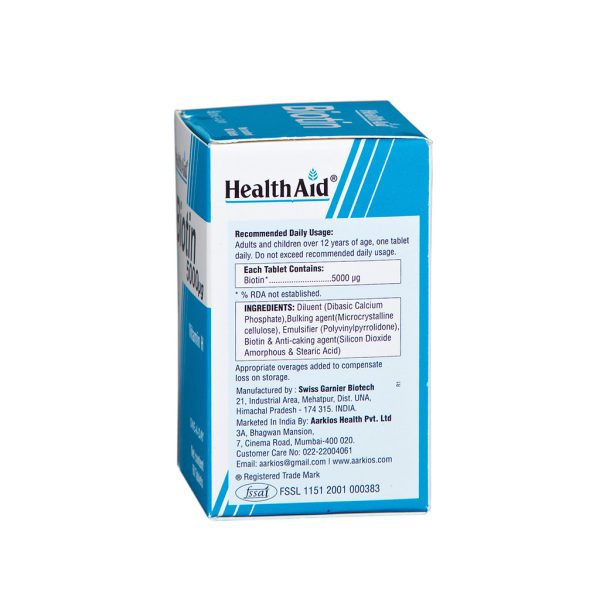 Biotin
HealthAid®
Recommended Daily Usage:
Adults and children over 12 years of age, one tablet
daily. Do not exceed recommended daily usage.
Each Tablet Contains:
Biotin*..............................5000 µg
* % RDA not established.
INGREDIENTS: Diluent (Dibasic Calcium
Phosphate),Bulking agent(Microcrystalline
cellulose), Emulsifier (Polyvinylpyrrolidone),
Biotin & Anti-caking agent(Silicon Dioxide
Amorphous & Stearic Acid)
Appropriate overages added to compensate
loss on storage.
Manufactured by : Swiss Garnier Biotech
21, Industrial Area, Mehatpur, Dist. UNA,
Himachal Pradesh - 174 315. INDIA.
Marketed In India By: Aarkios Health Pvt. Ltd
3A, Bhagwan Mansion,
7, Cinema Road, Mumbai-400 020.
Customer Care No: 022-22004061
Email: aarkios@gmail.com | www.aarkios.com
® Registered Trade Mark
fssai FSSL 1151 2001 000383
Biotin
5000µg
Vitamin H